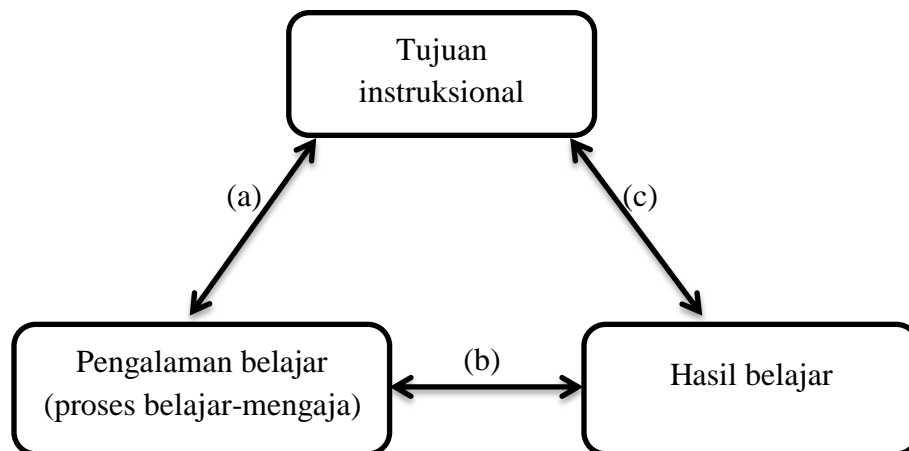 Tujuan
instruksional
(a)
(c)
Pengalaman belajar
(proses belajar-mengaja)
(b)
Hasil belajar